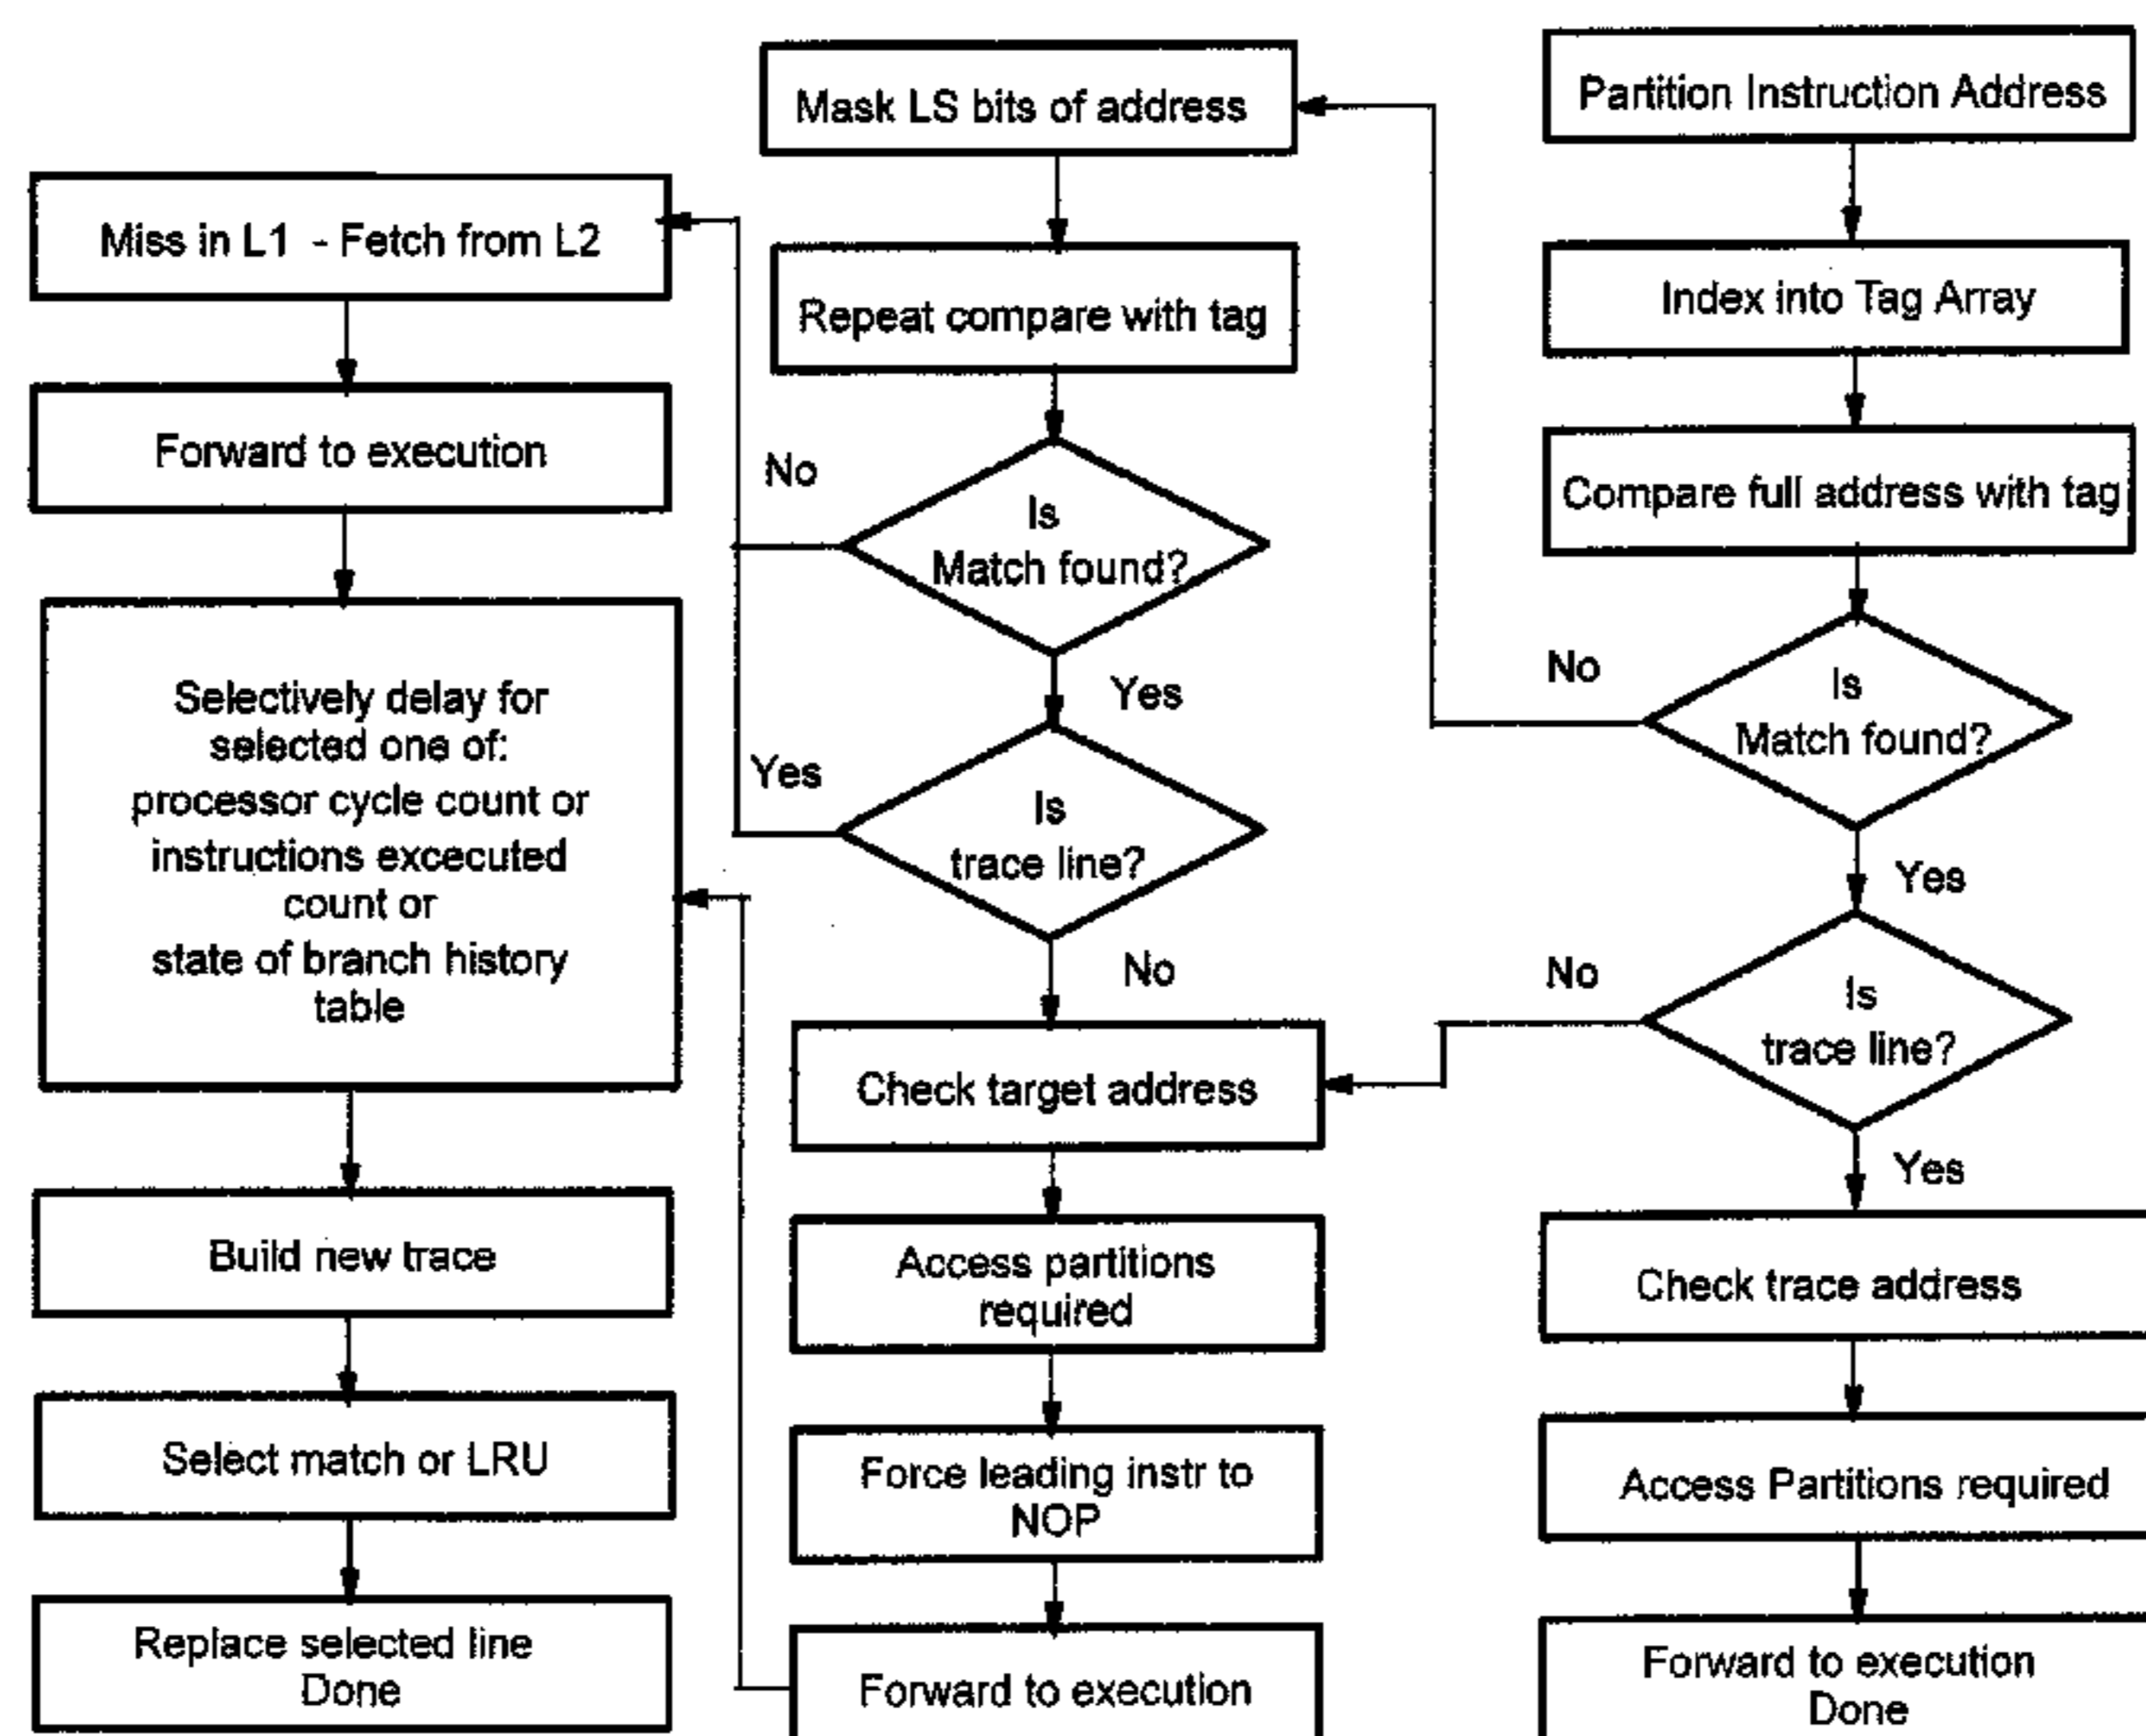 Partition Instruction Address
Index into Tag Array
Compare full address with tag
Is
Match found?
No
Yes
Is
trace line?
No
Yes
Check trace address
Access Partitions required
Forward to execution
Done
Mask LS bits of address
Repeat compare with tag
Is
Match found?
No
Yes
Is
trace line?
Yes
No
Check target address
Access partitions
required
Force leading instr to
NOP
Forward to execution
Miss in L1 - Fetch from L2
Forward to execution
Selectively delay for
selected one of:
processor cycle count or
instructions excecuted
count or
state of branch history
table
Build new trace
Select match or LRU
Replace selected line
Done